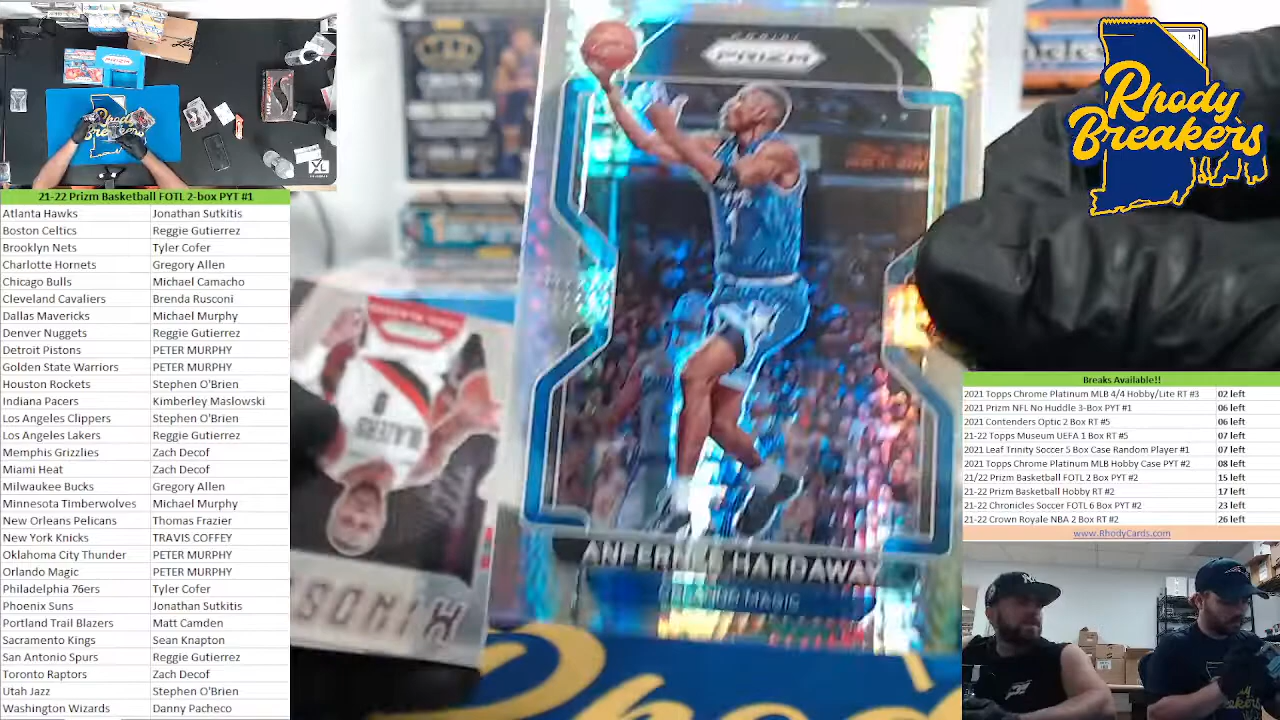 21-22 Prizm Basketball FOTL 2-box PYT #1
Atlanta Hawks Jonathan Sutkitis
Boston Celtics Reggie Gutierrez
Brooklyn Nets Tyler Cofer
Charlotte Hornets Gregory Allen
Chicago Bulls Michael Camacho
Cleveland Cavaliers Brenda Rusconi
Dallas Mavericks Michael Murphy
Denver Nuggets Reggie Gutierrez
Detroit Pistons PETER MURPHY
Golden State Warriors PETER MURPHY
Houston Rockets Stephen O'Brien
Indiana Pacers Kimberley Maslowski
Los Angeles Clippers Stephen O'Brien
Los Angeles Lakers Reggie Gutierrez
Memphis Grizzlies Zach Decof
Miami Heat Zach Decof
Milwaukee Bucks Gregory Allen
Minnesota Timberwolves Michael Murphy
New Orleans Pelicans Thomas Frazier
New York Knicks TRAVIS COFFEY
Oklahoma City Thunder PETER MURPHY
Orlando Magic PETER MURPHY
Philadelphia 76ers Tyler Cofer
Phoenix Suns Jonathan Sutkitis
Portland Trail Blazers Matt Camden
Sacramento Kings Sean Knapton
San Antonio Spurs Reggie Gutierrez
Toronto Raptors Zach Decof
Utah Jazz Stephen O'Brien
Washington Wizards Danny Pacheco
PANINI
PRIZM
ANFERNEE HARDAWAY
ORLANDO MAGIC
BLAZERS
Rhody
Breakers
1/1
Breaks Available!!
2021 Topps Chrome Platinum MLB 4/4 Hobby/Lite RT #3 02 left
2021 Prizm NFL No Huddle 3-Box PYT #1 06 left
2021 Contenders Optic 2 Box RT #5 06 left
21-22 Topps Museum UEFA 1 Box RT #5 07 left
2021 Leaf Trinity Soccer 5 Box Case Random Player #1 07 left
2021 Topps Chrome Platinum MLB Hobby Case PYT #2 08 left
21/22 Prizm Basketball FOTL 2 Box PYT #2 15 left
21-22 Prizm Basketball Hobby RT #2 17 left
21-22 Chronicles Soccer FOTL 6 Box PYT #2 23 left
21-22 Crown Royale NBA 2 Box RT #2 26 left
www.RhodyCards.com
Rhody
Breakers